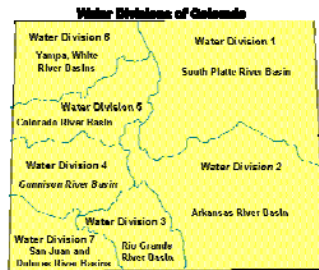 Water Divisions of Colorado
Water Division 6
Yampa, White
River Basins
Water Division 1
South Platte River Basin
Water Division 5
Colorado River Basin
Water Division 4
Gunnison River Basin
Water Division 2
Arkansas River Basin
Water Division 3
Rio Grande
River Basin
Water Division 7
San Juan and
Dolores River Basins